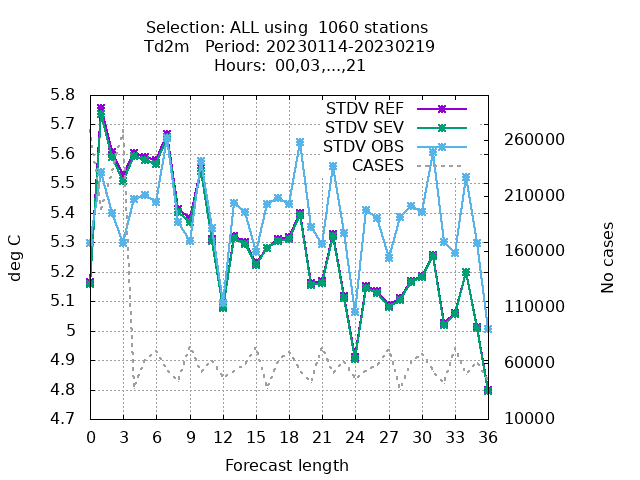 Selection: ALL using  1060 stations
Td2m   Period: 20230114-20230219
Hours: 00,03,...,21
STDV REF
STDV SEV
STDV OBS
CASES
5.8
5.7
5.6
5.5
5.4
5.3
5.2
5.1
5
4.9
4.8
4.7
deg C
260000
210000
160000
110000
60000
10000
No cases
0 3 6 9 12 15 18 21 24 27 30 33 36
Forecast length